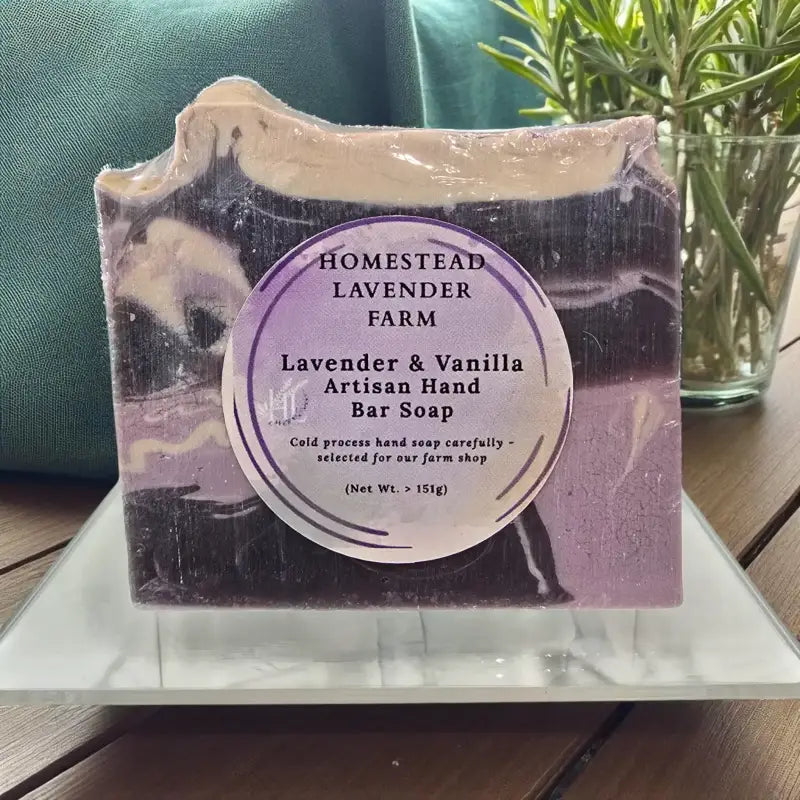 HOMESTEAD
LAVENDER
FARM
Lavender & Vanilla
Artisan Hand
Bar Soap
Cold process hand soap carefully -
selected for our farm shop
(Net Wt. > 151g)